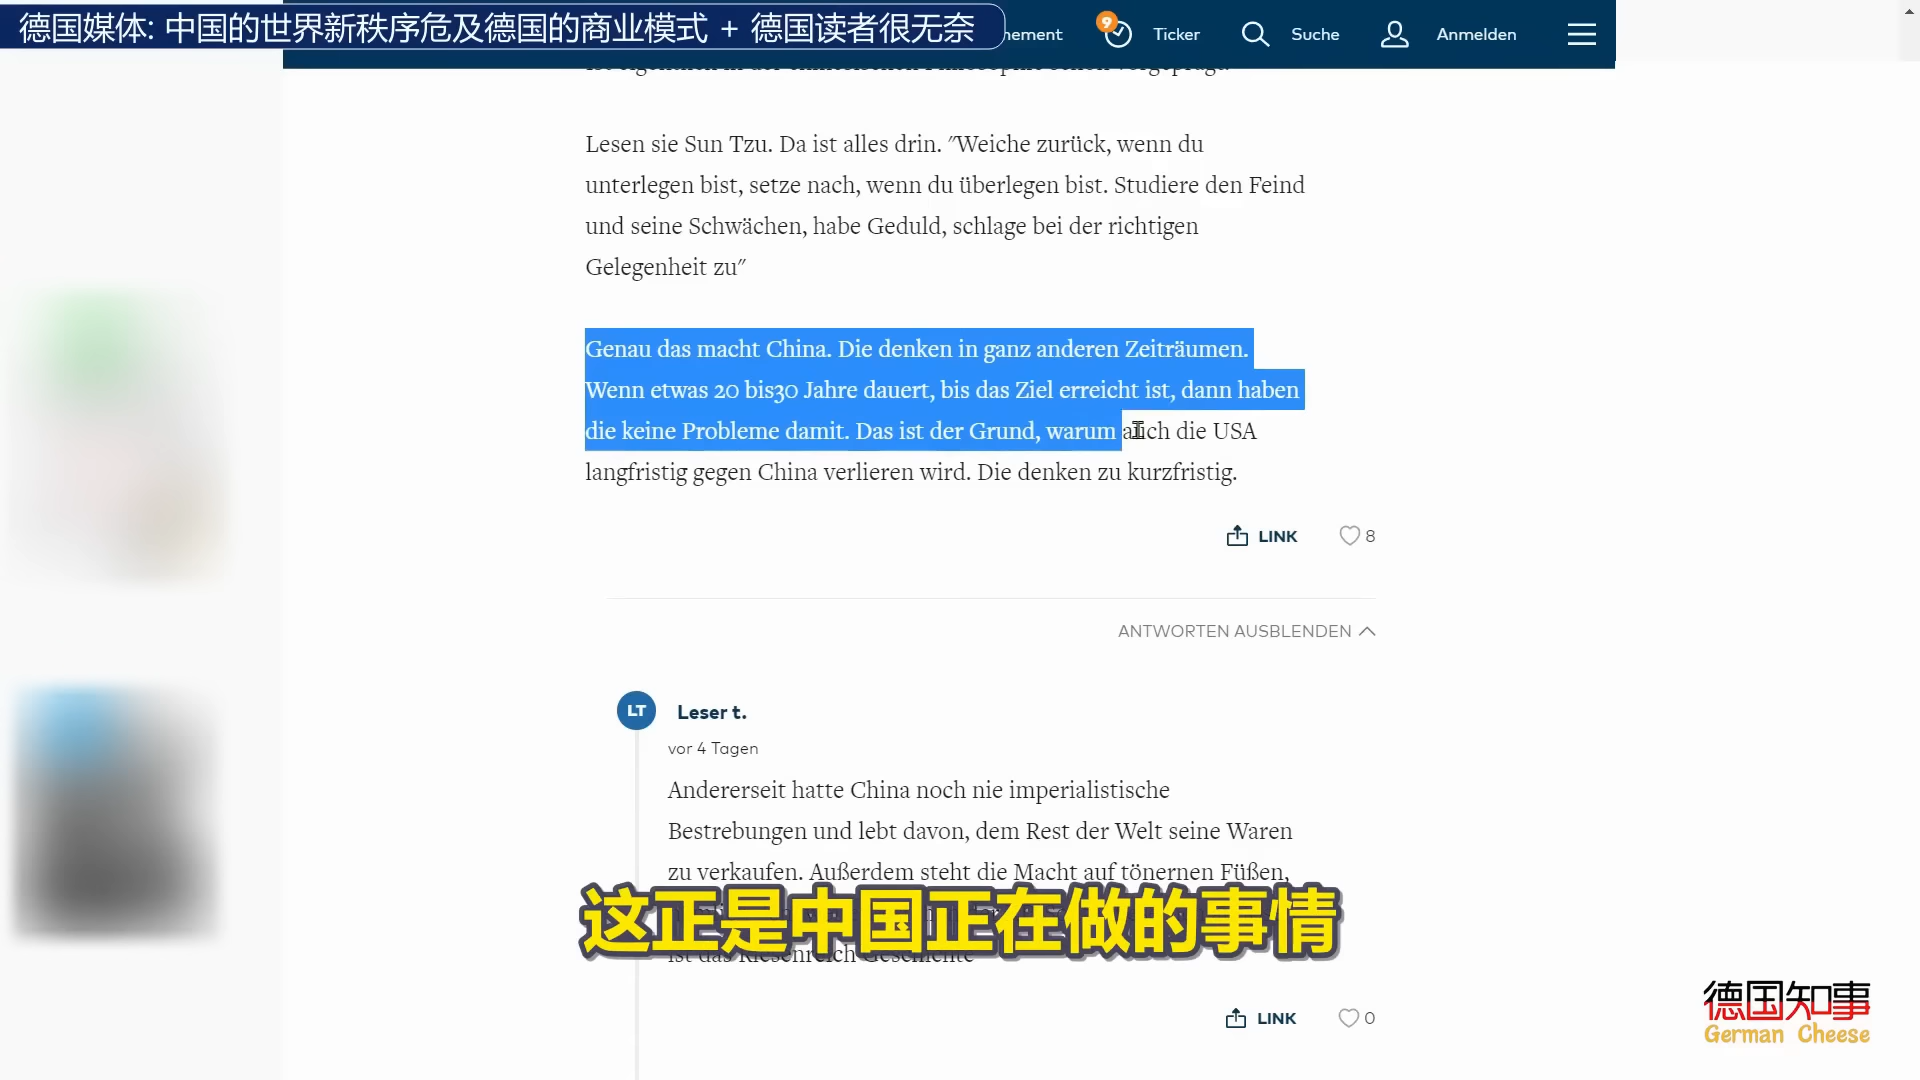 德国媒体: 中国的世界新秩序危及德国的商业模式 + 德国读者很无奈
nement
9
Ticker
Suche
Anmelden
Lesen sie Sun Tzu. Da ist alles drin. "Weiche zurück, wenn du
unterlegen bist, setze nach, wenn du überlegen bist. Studiere den Feind
und seine Schwächen, habe Geduld, schlage bei der richtigen
Gelegenheit zu"
Genau das macht China. Die denken in ganz anderen Zeiträumen.
Wenn etwas 20 bis30 Jahre dauert, bis das Ziel erreicht ist, dann haben
die keine Probleme damit. Das ist der Grund, warum auch die USA
langfristig gegen China verlieren wird. Die denken zu kurzfristig.
LINK
8
ANTWORTEN AUSBLENDEN
LT
Leser t.
vor 4 Tagen
Andererseit hatte China noch nie imperialistische
Bestrebungen und lebt davon, dem Rest der Welt seine Waren
zu verkaufen. Außerdem steht die Macht auf tönernen Füßen,
这正是中国正在做的事情
ist das Riesenreich Geschichte
LINK
0
德国知事
German Cheese